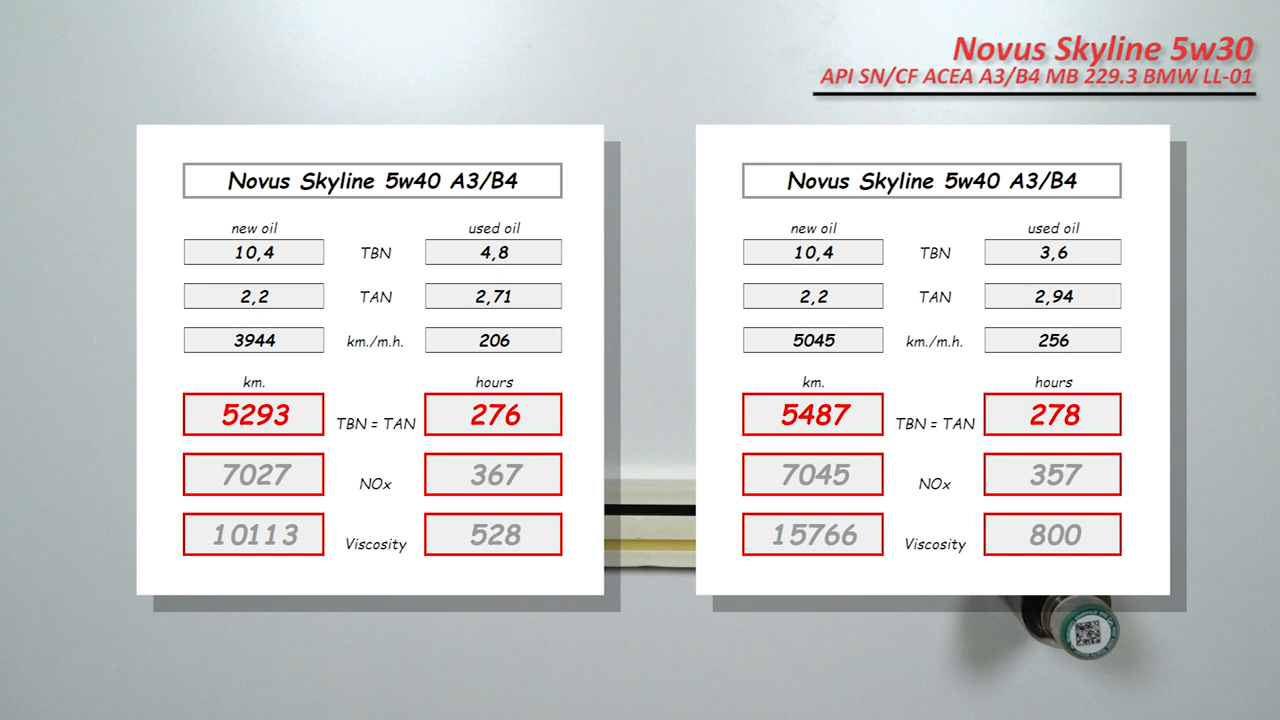 Novus Skyline 5w30
API SN/CF ACEA A3/B4 MB 229.3 BMW LL-01
Novus Skyline 5w40 A3/B4
new oil used oil
10,4 TBN 4,8
2,2 TAN 2,71
3944 km./m.h. 206
km. hours
5293 TBN = TAN 276
7027 NOx 367
10113 Viscosity 528
Novus Skyline 5w40 A3/B4
new oil used oil
10,4 TBN 3,6
2,2 TAN 2,94
5045 km./m.h. 256
km. hours
5487 TBN = TAN 278
7045 NOx 357
15766 Viscosity 800